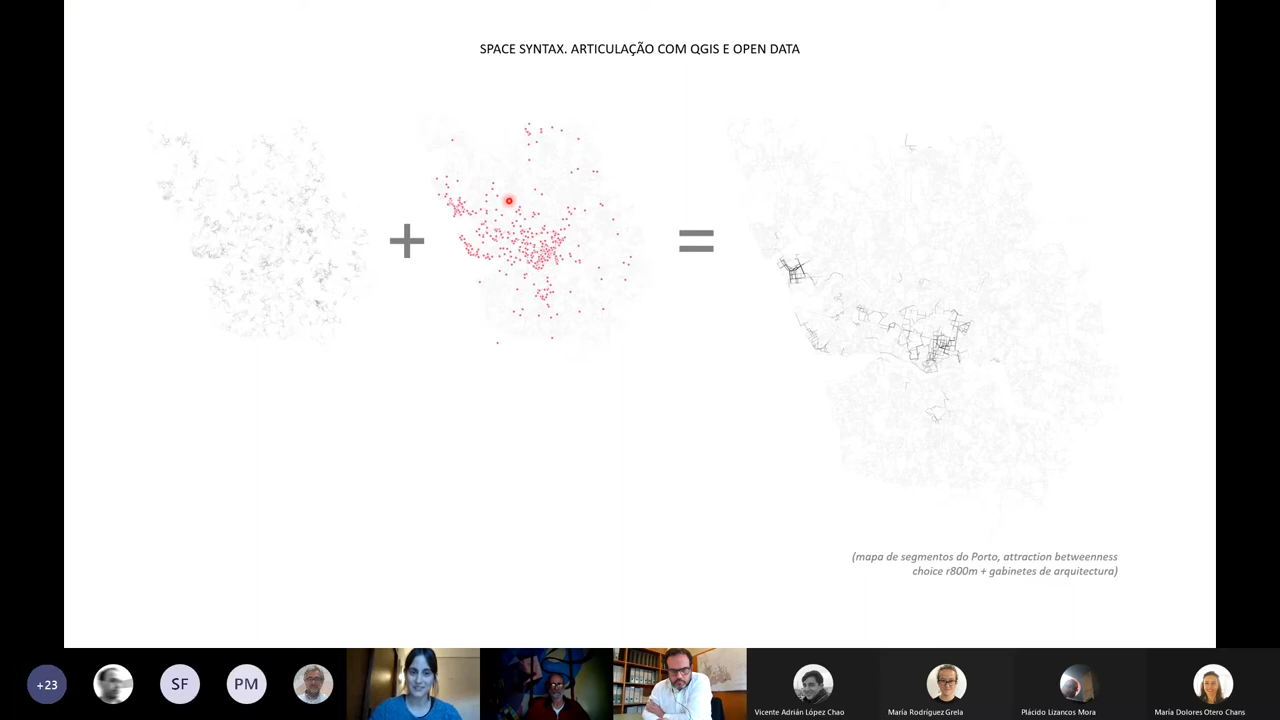 SPACE SYNTAX. ARTICULAÇÃO COM QGIS E OPEN DATA
+
=
(mapa de segmentos do Porto, attraction betweenness
choice r800m + gabinetes de arquitectura)
+23
SF
PM
Vicente Adrián López Chao
María Rodríguez Grela
Plácido Lizancos Mora
María Dolores Otero Chans